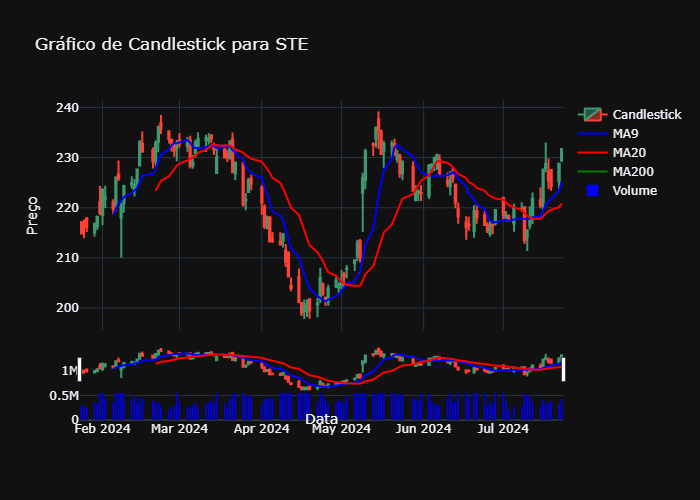 Gráfico de Candlestick para STE
Candlestick
MA9
MA20
MA200
Volume
Preço
240
230
220
210
200
1M
0.5M
0
Feb 2024
Mar 2024
Apr 2024
May 2024
Jun 2024
Jul 2024
Data